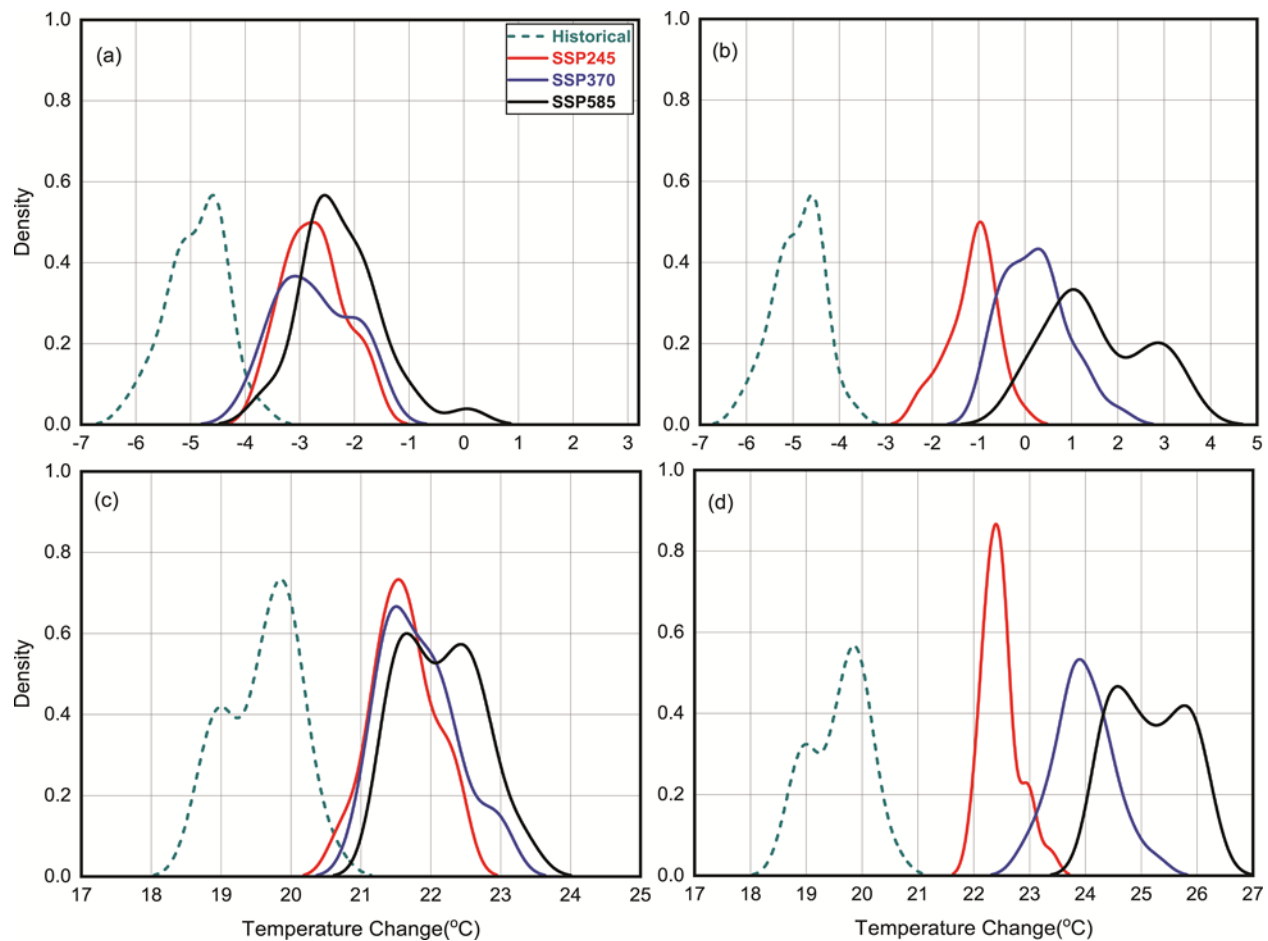 1.0
(a)
Historical
SSP245
SSP370
SSP585
0.8
0.6
0.4
0.2
0.0
Density
-7 -6 -5 -4 -3 -2 -1 0 1 2 3
1.0
(b)
0.8
0.6
0.4
0.2
0.0
-7 -6 -5 -4 -3 -2 -1 0 1 2 3 4 5
1.0
(c)
0.8
0.6
0.4
0.2
0.0
Density
17 18 19 20 21 22 23 24 25
Temperature Change(°C)
1.0
(d)
0.8
0.6
0.4
0.2
0.0
17 18 19 20 21 22 23 24 25 26 27
Temperature Change(°C)